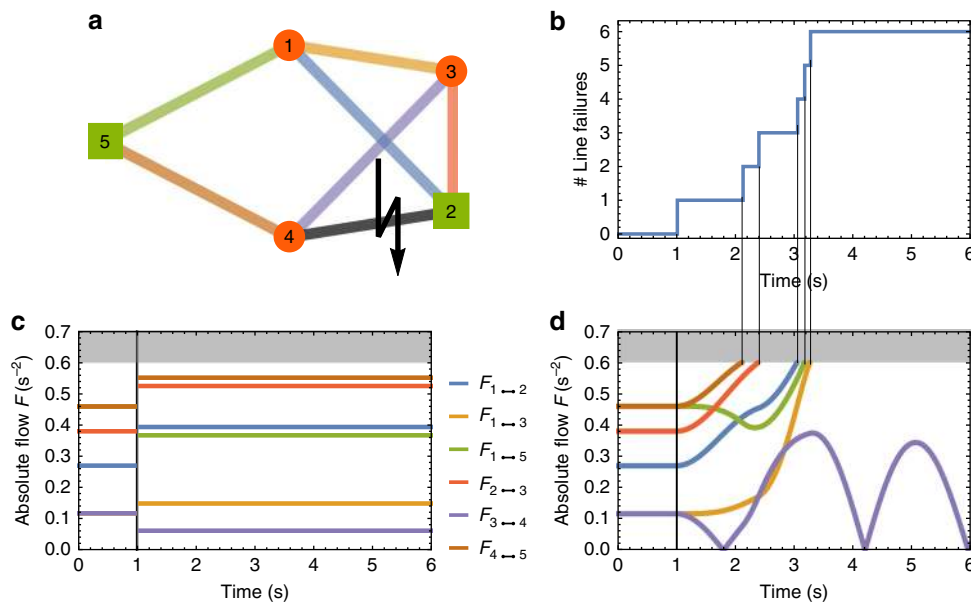 a
1
3
5
2
4
b
# Line failures
6
5
4
3
2
1
0
0 1 2 3 4 5 6
Time (s)
c
Absolute flow F (s⁻²)
0.7
0.6
0.5
0.4
0.3
0.2
0.1
0.0
0 1 2 3 4 5 6
Time (s)
F1↔2
F1↔3
F1↔5
F2↔3
F3↔4
F4↔5
d
Absolute flow F (s⁻²)
0.7
0.6
0.5
0.4
0.3
0.2
0.1
0.0
0 1 2 3 4 5 6
Time (s)